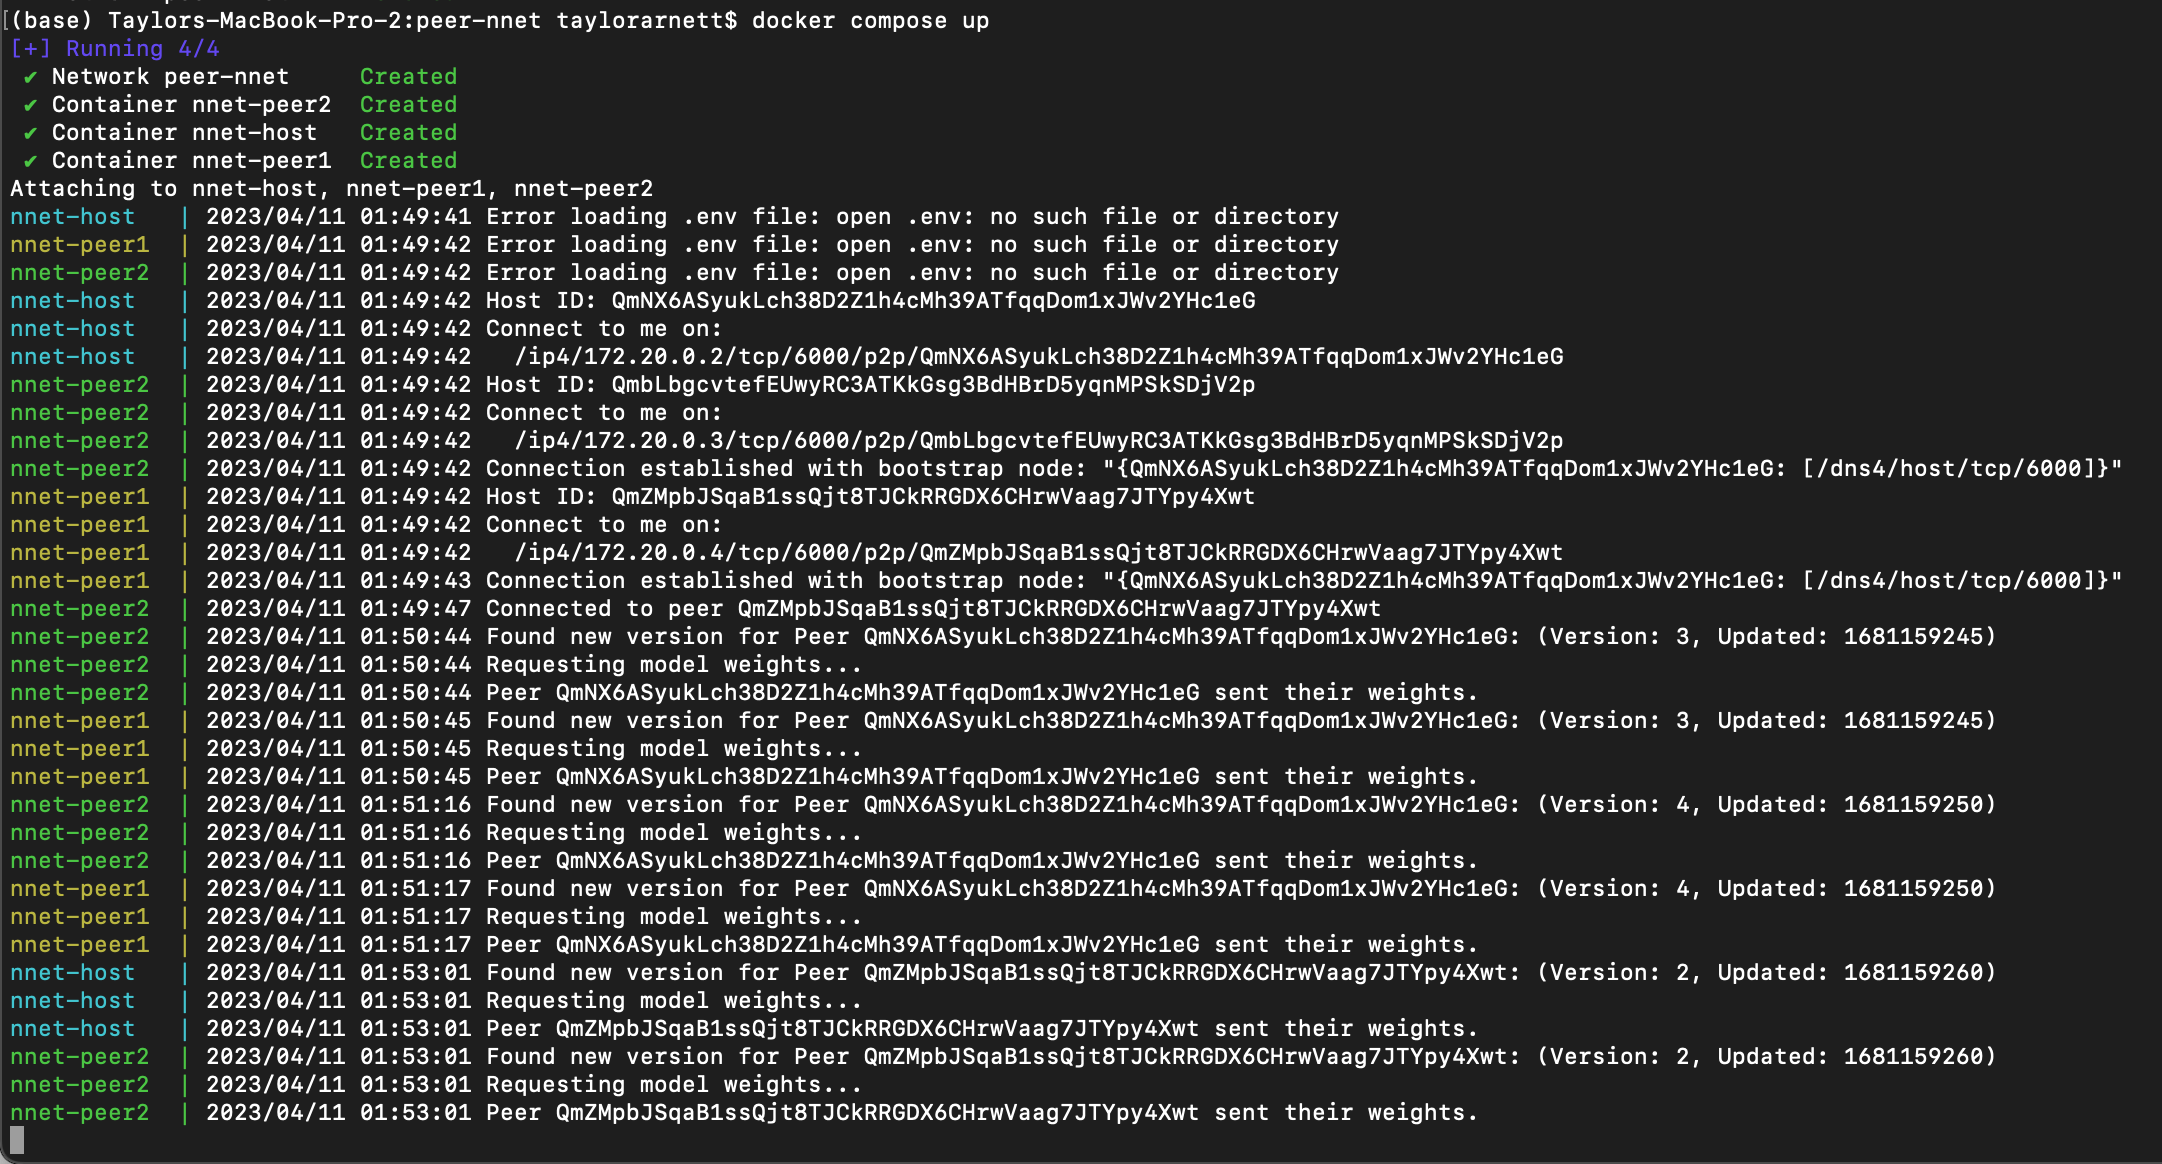 [(base) Taylors-MacBook-Pro-2:peer-nnet taylorarnett$ docker compose up
[+] Running 4/4
✔ Network peer-nnet Created
✔ Container nnet-peer2 Created
✔ Container nnet-host Created
✔ Container nnet-peer1 Created
Attaching to nnet-host, nnet-peer1, nnet-peer2
nnet-host | 2023/04/11 01:49:41 Error loading .env file: open .env: no such file or directory
nnet-peer1 | 2023/04/11 01:49:42 Error loading .env file: open .env: no such file or directory
nnet-peer2 | 2023/04/11 01:49:42 Error loading .env file: open .env: no such file or directory
nnet-host | 2023/04/11 01:49:42 Host ID: QmNX6ASyukLch38D2Z1h4cMh39ATfqqDom1xJWv2YHc1eG
nnet-host | 2023/04/11 01:49:42 Connect to me on:
nnet-host | 2023/04/11 01:49:42 /ip4/172.20.0.2/tcp/6000/p2p/QmNX6ASyukLch38D2Z1h4cMh39ATfqqDom1xJWv2YHc1eG
nnet-peer2 | 2023/04/11 01:49:42 Host ID: QmbLbgcvtefEUwyRC3ATKkGsg3BdHBrD5yqnMPSkSDjV2p
nnet-peer2 | 2023/04/11 01:49:42 Connect to me on:
nnet-peer2 | 2023/04/11 01:49:42 /ip4/172.20.0.3/tcp/6000/p2p/QmbLbgcvtefEUwyRC3ATKkGsg3BdHBrD5yqnMPSkSDjV2p
nnet-peer2 | 2023/04/11 01:49:42 Connection established with bootstrap node: "{QmNX6ASyukLch38D2Z1h4cMh39ATfqqDom1xJWv2YHc1eG: [/dns4/host/tcp/6000]}"
nnet-peer1 | 2023/04/11 01:49:42 Host ID: QmZMpbJSqaB1ssQjt8TJCkRRGDX6CHrwVaag7JTYpy4Xwt
nnet-peer1 | 2023/04/11 01:49:42 Connect to me on:
nnet-peer1 | 2023/04/11 01:49:42 /ip4/172.20.0.4/tcp/6000/p2p/QmZMpbJSqaB1ssQjt8TJCkRRGDX6CHrwVaag7JTYpy4Xwt
nnet-peer1 | 2023/04/11 01:49:43 Connection established with bootstrap node: "{QmNX6ASyukLch38D2Z1h4cMh39ATfqqDom1xJWv2YHc1eG: [/dns4/host/tcp/6000]}"
nnet-peer2 | 2023/04/11 01:49:47 Connected to peer QmZMpbJSqaB1ssQjt8TJCkRRGDX6CHrwVaag7JTYpy4Xwt
nnet-peer2 | 2023/04/11 01:50:44 Found new version for Peer QmNX6ASyukLch38D2Z1h4cMh39ATfqqDom1xJWv2YHc1eG: (Version: 3, Updated: 1681159245)
nnet-peer2 | 2023/04/11 01:50:44 Requesting model weights...
nnet-peer2 | 2023/04/11 01:50:44 Peer QmNX6ASyukLch38D2Z1h4cMh39ATfqqDom1xJWv2YHc1eG sent their weights.
nnet-peer1 | 2023/04/11 01:50:45 Found new version for Peer QmNX6ASyukLch38D2Z1h4cMh39ATfqqDom1xJWv2YHc1eG: (Version: 3, Updated: 1681159245)
nnet-peer1 | 2023/04/11 01:50:45 Requesting model weights...
nnet-peer1 | 2023/04/11 01:50:45 Peer QmNX6ASyukLch38D2Z1h4cMh39ATfqqDom1xJWv2YHc1eG sent their weights.
nnet-peer2 | 2023/04/11 01:51:16 Found new version for Peer QmNX6ASyukLch38D2Z1h4cMh39ATfqqDom1xJWv2YHc1eG: (Version: 4, Updated: 1681159250)
nnet-peer2 | 2023/04/11 01:51:16 Requesting model weights...
nnet-peer2 | 2023/04/11 01:51:16 Peer QmNX6ASyukLch38D2Z1h4cMh39ATfqqDom1xJWv2YHc1eG sent their weights.
nnet-peer1 | 2023/04/11 01:51:17 Found new version for Peer QmNX6ASyukLch38D2Z1h4cMh39ATfqqDom1xJWv2YHc1eG: (Version: 4, Updated: 1681159250)
nnet-peer1 | 2023/04/11 01:51:17 Requesting model weights...
nnet-peer1 | 2023/04/11 01:51:17 Peer QmNX6ASyukLch38D2Z1h4cMh39ATfqqDom1xJWv2YHc1eG sent their weights.
nnet-host | 2023/04/11 01:53:01 Found new version for Peer QmZMpbJSqaB1ssQjt8TJCkRRGDX6CHrwVaag7JTYpy4Xwt: (Version: 2, Updated: 1681159260)
nnet-host | 2023/04/11 01:53:01 Requesting model weights...
nnet-host | 2023/04/11 01:53:01 Peer QmZMpbJSqaB1ssQjt8TJCkRRGDX6CHrwVaag7JTYpy4Xwt sent their weights.
nnet-peer2 | 2023/04/11 01:53:01 Found new version for Peer QmZMpbJSqaB1ssQjt8TJCkRRGDX6CHrwVaag7JTYpy4Xwt: (Version: 2, Updated: 1681159260)
nnet-peer2 | 2023/04/11 01:53:01 Requesting model weights...
nnet-peer2 | 2023/04/11 01:53:01 Peer QmZMpbJSqaB1ssQjt8TJCkRRGDX6CHrwVaag7JTYpy4Xwt sent their weights.